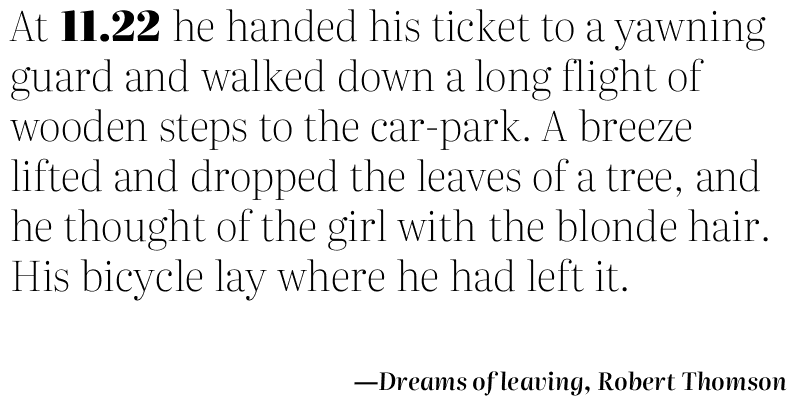 At 11.22 he handed his ticket to a yawning
guard and walked down a long flight of
wooden steps to the car-park. A breeze
lifted and dropped the leaves of a tree, and
he thought of the girl with the blonde hair.
His bicycle lay where he had left it.
—Dreams of leaving, Robert Thomson